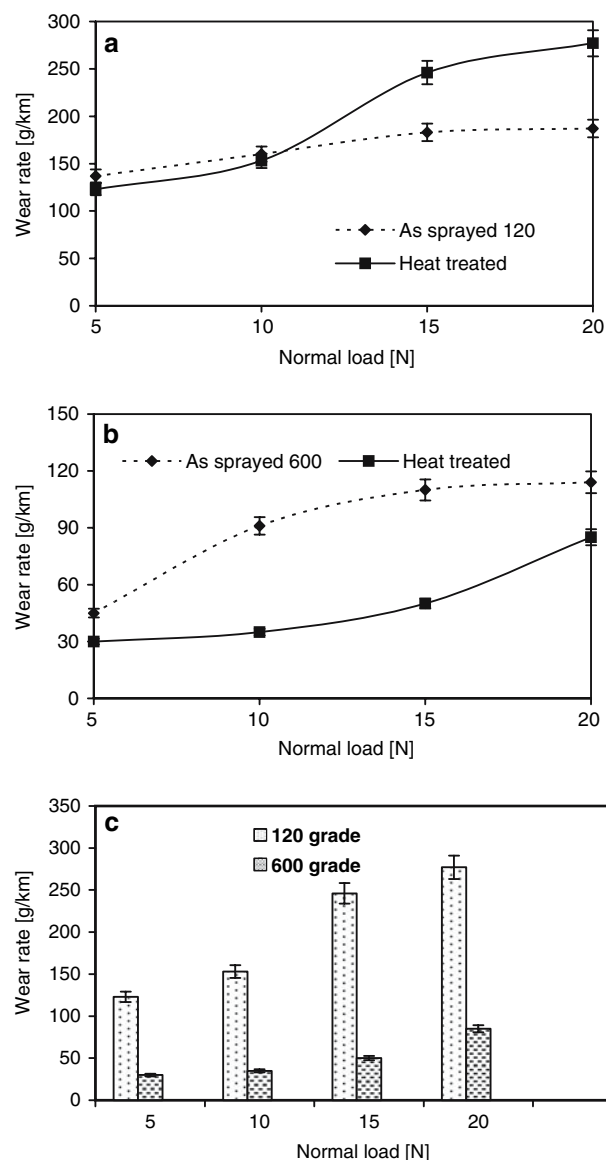 a
300
250
200
150
100
50
0
Wear rate [g/km]
As sprayed 120
Heat treated
5 10 15 20
Normal load [N]
b
150
120
90
60
30
0
Wear rate [g/km]
As sprayed 600 Heat treated
5 10 15 20
Normal load [N]
c
350
300
250
200
150
100
50
0
Wear rate [g/km]
120 grade
600 grade
5 10 15 20
Normal load [N]